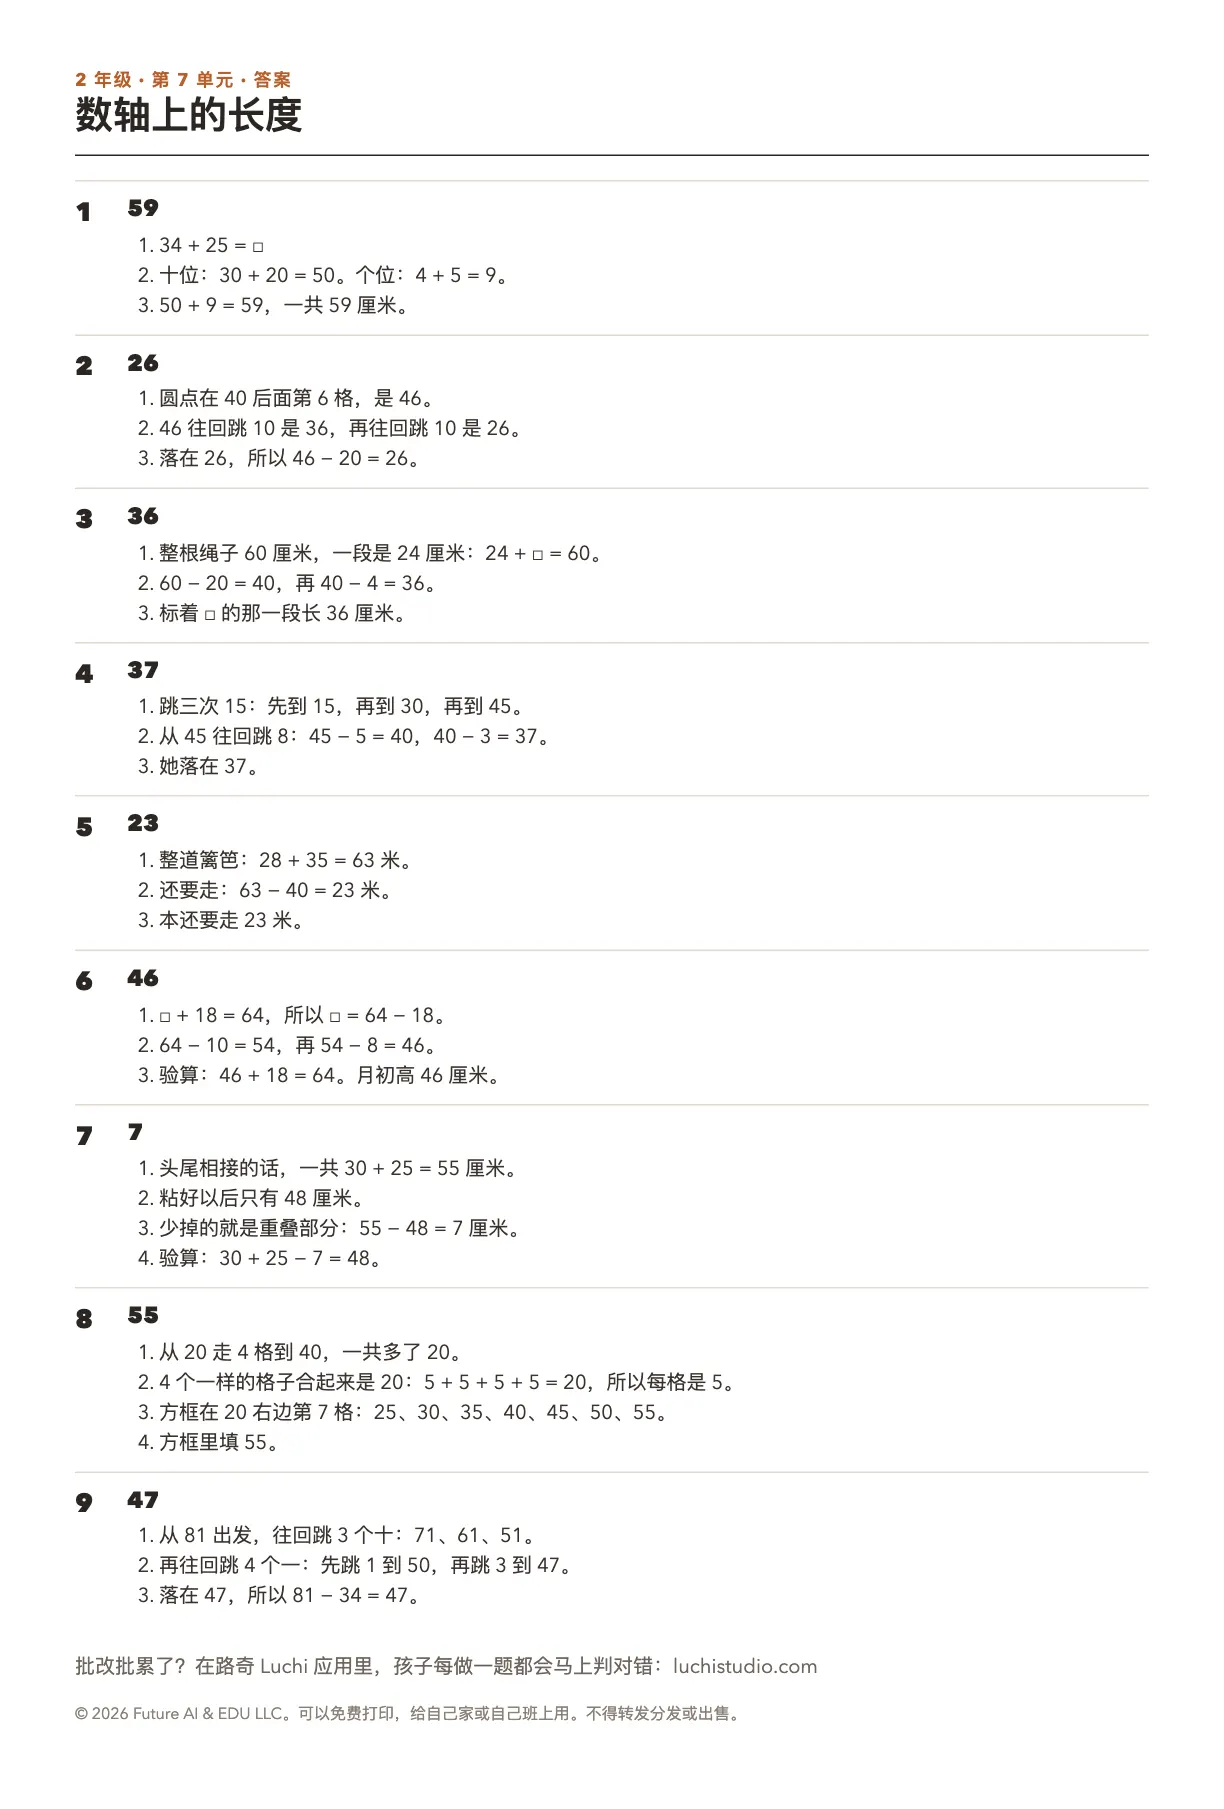 2 年级 · 第 7 单元 · 答案
数轴上的长度
1 59
1. 34 + 25 = □
2. 十位：30 + 20 = 50。个位：4 + 5 = 9。
3. 50 + 9 = 59，一共 59 厘米。
2 26
1. 圆点在 40 后面第 6 格，是 46。
2. 46 往回跳 10 是 36，再往回跳 10 是 26。
3. 落在 26，所以 46 − 20 = 26。
3 36
1. 整根绳子 60 厘米，一段是 24 厘米：24 + □ = 60。
2. 60 − 20 = 40，再 40 − 4 = 36。
3. 标着 □ 的那一段长 36 厘米。
4 37
1. 跳三次 15：先到 15，再到 30，再到 45。
2. 从 45 往回跳 8：45 − 5 = 40，40 − 3 = 37。
3. 她落在 37。
5 23
1. 整道篱笆：28 + 35 = 63 米。
2. 还要走：63 − 40 = 23 米。
3. 本还要走 23 米。
6 46
1. □ + 18 = 64，所以 □ = 64 − 18。
2. 64 − 10 = 54，再 54 − 8 = 46。
3. 验算：46 + 18 = 64。月初高 46 厘米。
7 7
1. 头尾相接的话，一共 30 + 25 = 55 厘米。
2. 粘好以后只有 48 厘米。
3. 少掉的就是重叠部分：55 − 48 = 7 厘米。
4. 验算：30 + 25 − 7 = 48。
8 55
1. 从 20 走 4 格到 40，一共多了 20。
2. 4 个一样的格子合起来是 20：5 + 5 + 5 + 5 = 20，所以每格是 5。
3. 方框在 20 右边第 7 格：25、30、35、40、45、50、55。
4. 方框里填 55。
9 47
1. 从 81 出发，往回跳 3 个十：71、61、51。
2. 再往回跳 4 个一：先跳 1 到 50，再跳 3 到 47。
3. 落在 47，所以 81 − 34 = 47。
批改批累了？在路奇 Luchi 应用里，孩子每做一题都会马上判对错：luchistudio.com
© 2026 Future AI & EDU LLC。可以免费打印，给自己家或自己班上用。不得转发分发或出售。